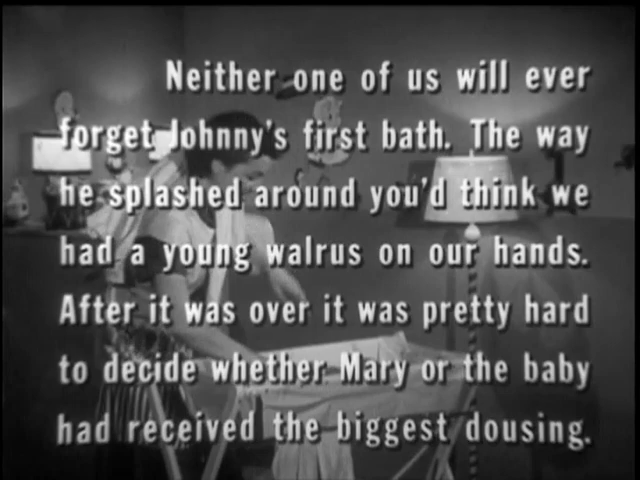 Neither one of us will ever
forget Johnny's first bath. The way
he splashed around you'd think we
had a young walrus on our hands.
After it was over it was pretty hard
to decide whether Mary or the baby
had received the biggest dousing.